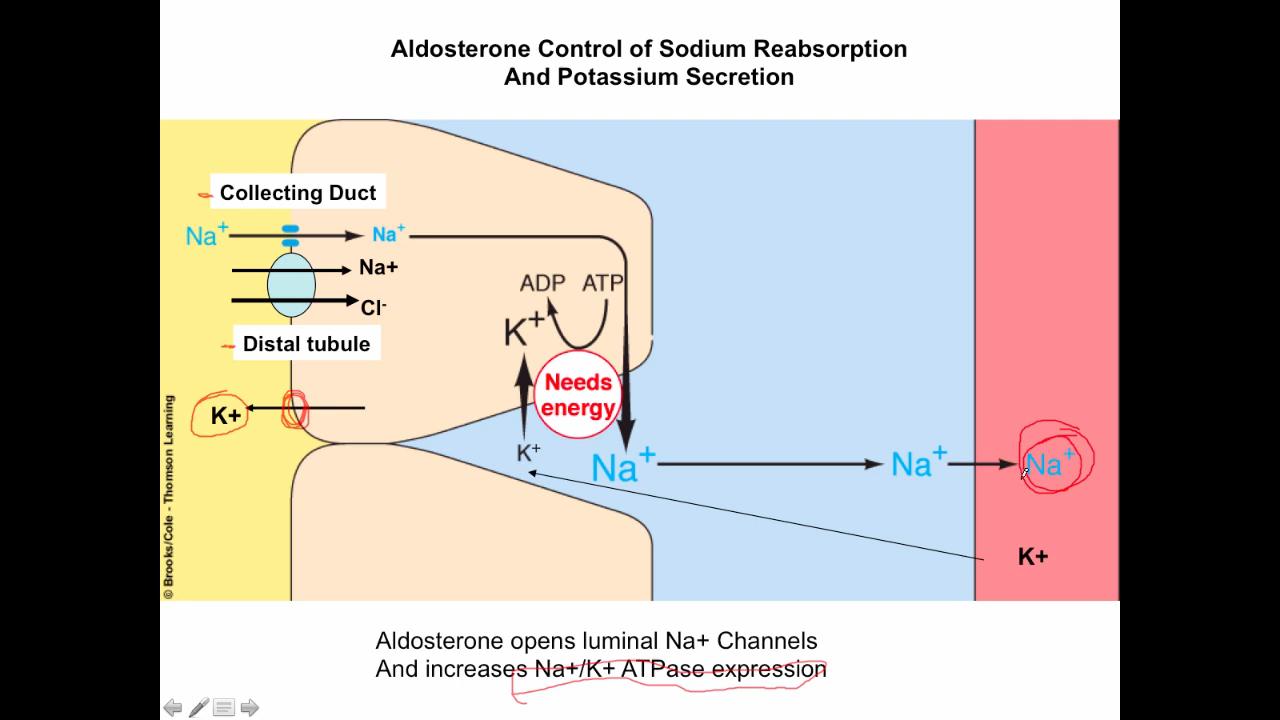 Aldosterone Control of Sodium Reabsorption
And Potassium Secretion
Collecting Duct
Na+ Na+
Na+
Cl-
Distal tubule
K+
ADP ATP
K+
Needs
energy
K+
Na+ Na+ Na+
K+
© Brooks/Cole - Thomson Learning
Aldosterone opens luminal Na+ Channels
And increases Na+/K+ ATPase expression